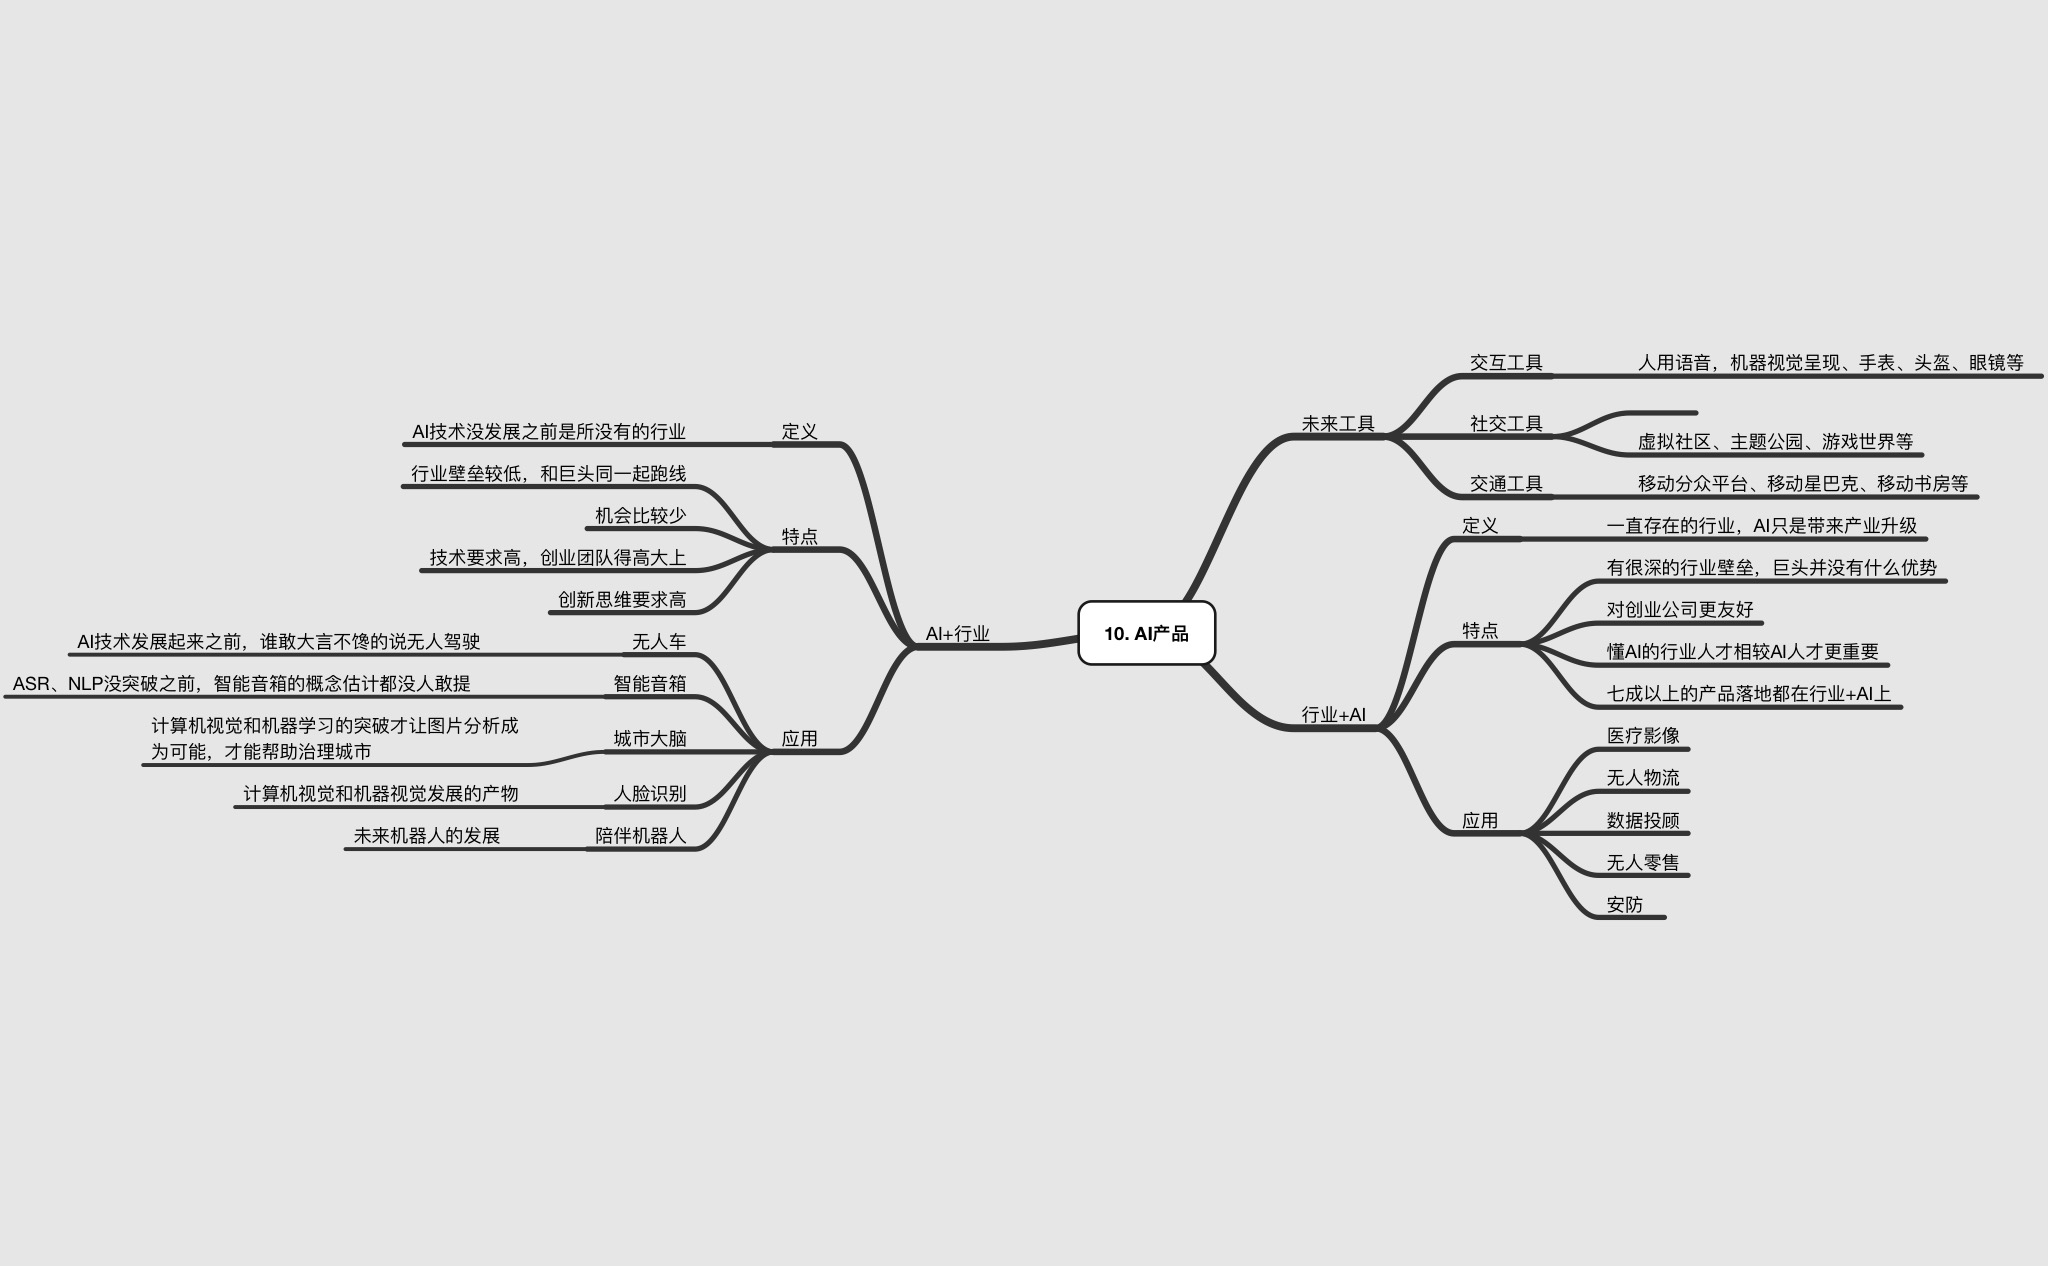 10. AI产品
未来工具
交互工具
人用语音，机器视觉呈现、手表、头盔、眼镜等
社交工具
虚拟社区、主题公园、游戏世界等
交通工具
移动分众平台、移动星巴克、移动书房等
行业+AI
定义
一直存在的行业，AI只是带来产业升级
特点
有很深的行业壁垒，巨头并没有什么优势
对创业公司更友好
懂AI的行业人才相较AI人才更重要
七成以上的产品落地都在行业+AI上
应用
医疗影像
无人物流
数据投顾
无人零售
安防
AI+行业
定义
AI技术没发展之前是所没有的行业
特点
行业壁垒较低，和巨头同一起跑线
机会比较少
技术要求高，创业团队得高大上
创新思维要求高
应用
无人车
AI技术发展起来之前，谁敢大言不馋的说无人驾驶
智能音箱
ASR、NLP没突破之前，智能音箱的概念估计都没人敢提
城市大脑
计算机视觉和机器学习的突破才让图片分析成
为可能，才能帮助治理城市
人脸识别
计算机视觉和机器视觉发展的产物
陪伴机器人
未来机器人的发展